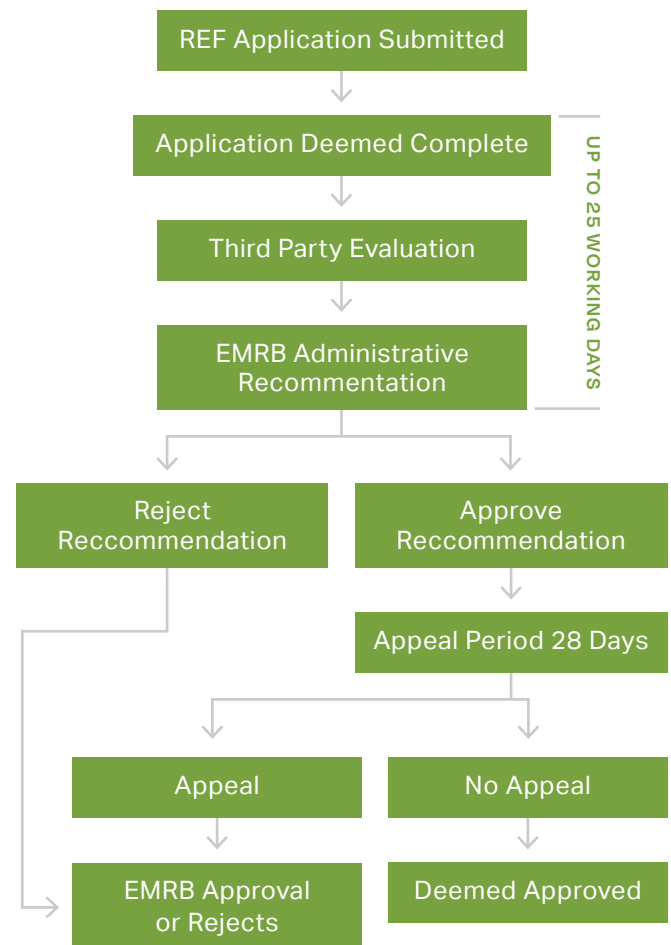 REF Application Submitted
Application Deemed Complete
UP TO 25 WORKING DAYS
Third Party Evaluation
EMRB Administrative
Recommentation
Reject
Reccommendation
Approve
Reccommendation
Appeal Period 28 Days
Appeal
No Appeal
EMRB Approval
or Rejects
Deemed Approved